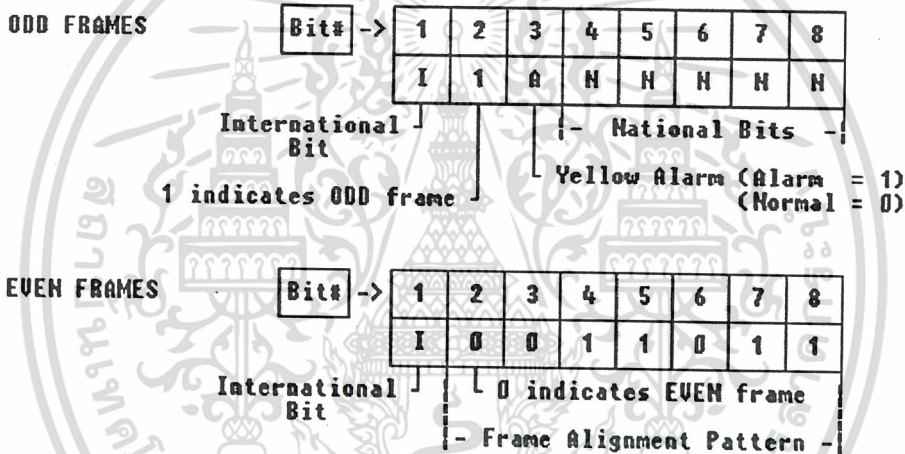 ODD FRAMES Bit# -> 1 2 3 4 5 6 7 8
I 1 A N N N N N
International Bit
|- National Bits -|
1 indicates ODD frame
Yellow Alarm (Alarm = 1)
(Normal = 0)
EVEN FRAMES Bit# -> 1 2 3 4 5 6 7 8
I 0 0 1 1 0 1 1
International Bit
0 indicates EVEN frame
|- Frame Alignment Pattern -|